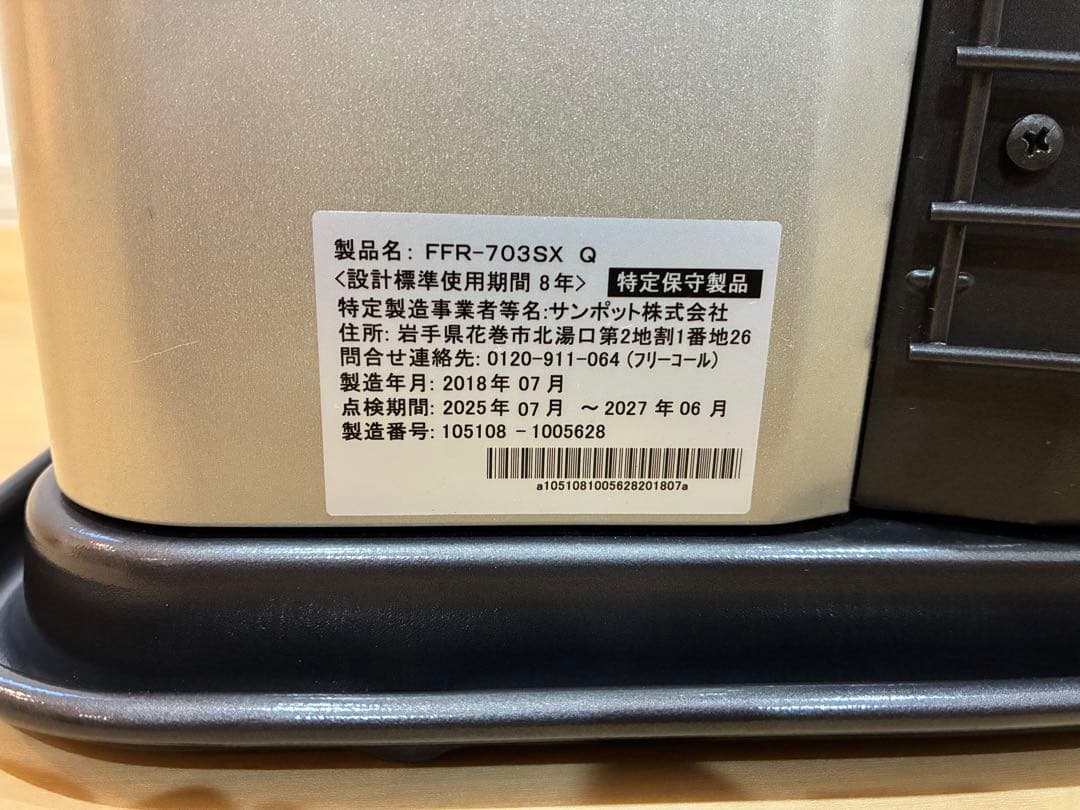 製品名: FFR-703SX Q
<設計標準使用期間 8年> 特定保守製品
特定製造事業者等名:サンポット株式会社
住所: 岩手県花巻市北湯口第2地割1番地26
問合せ連絡先: 0120-911-064 (フリーコール)
製造年月: 2018年 07月
点検期間: 2025年 07月 ～ 2027年 06月
製造番号: 105108 - 1005628
a1051081005628201807a